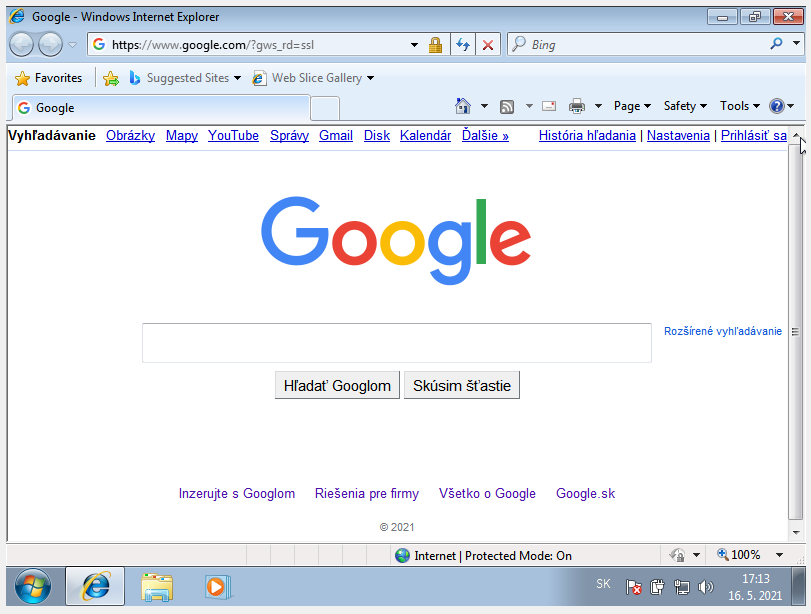 Google - Windows Internet Explorer
https://www.google.com/?gws_rd=ssl
Bing
Favorites Suggested Sites Web Slice Gallery
Google Page Safety Tools
Vyhľadávanie Obrázky Mapy YouTube Správy Gmail Disk Kalendár Ďalšie » História hľadania | Nastavenia | Prihlásiť sa
Google
Rozšírené vyhľadávanie
Hľadať Googlom Skúsim šťastie
Inzerujte s Googlom Riešenia pre firmy Všetko o Google Google.sk
© 2021
Internet | Protected Mode: On 100%
SK 17:13
16. 5. 2021